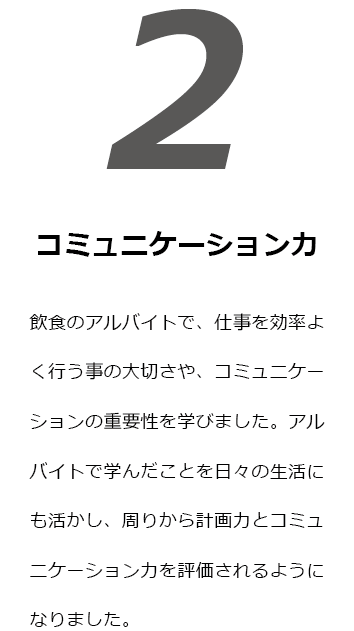 2
コミュニケーション力
飲食のアルバイトで、仕事を効率よ
く行う事の大切さや、コミュニケー
ションの重要性を学びました。アル
バイトで学んだことを日々の生活に
も活かし、周りから計画力とコミュ
ニケーション力を評価されるように
なりました。